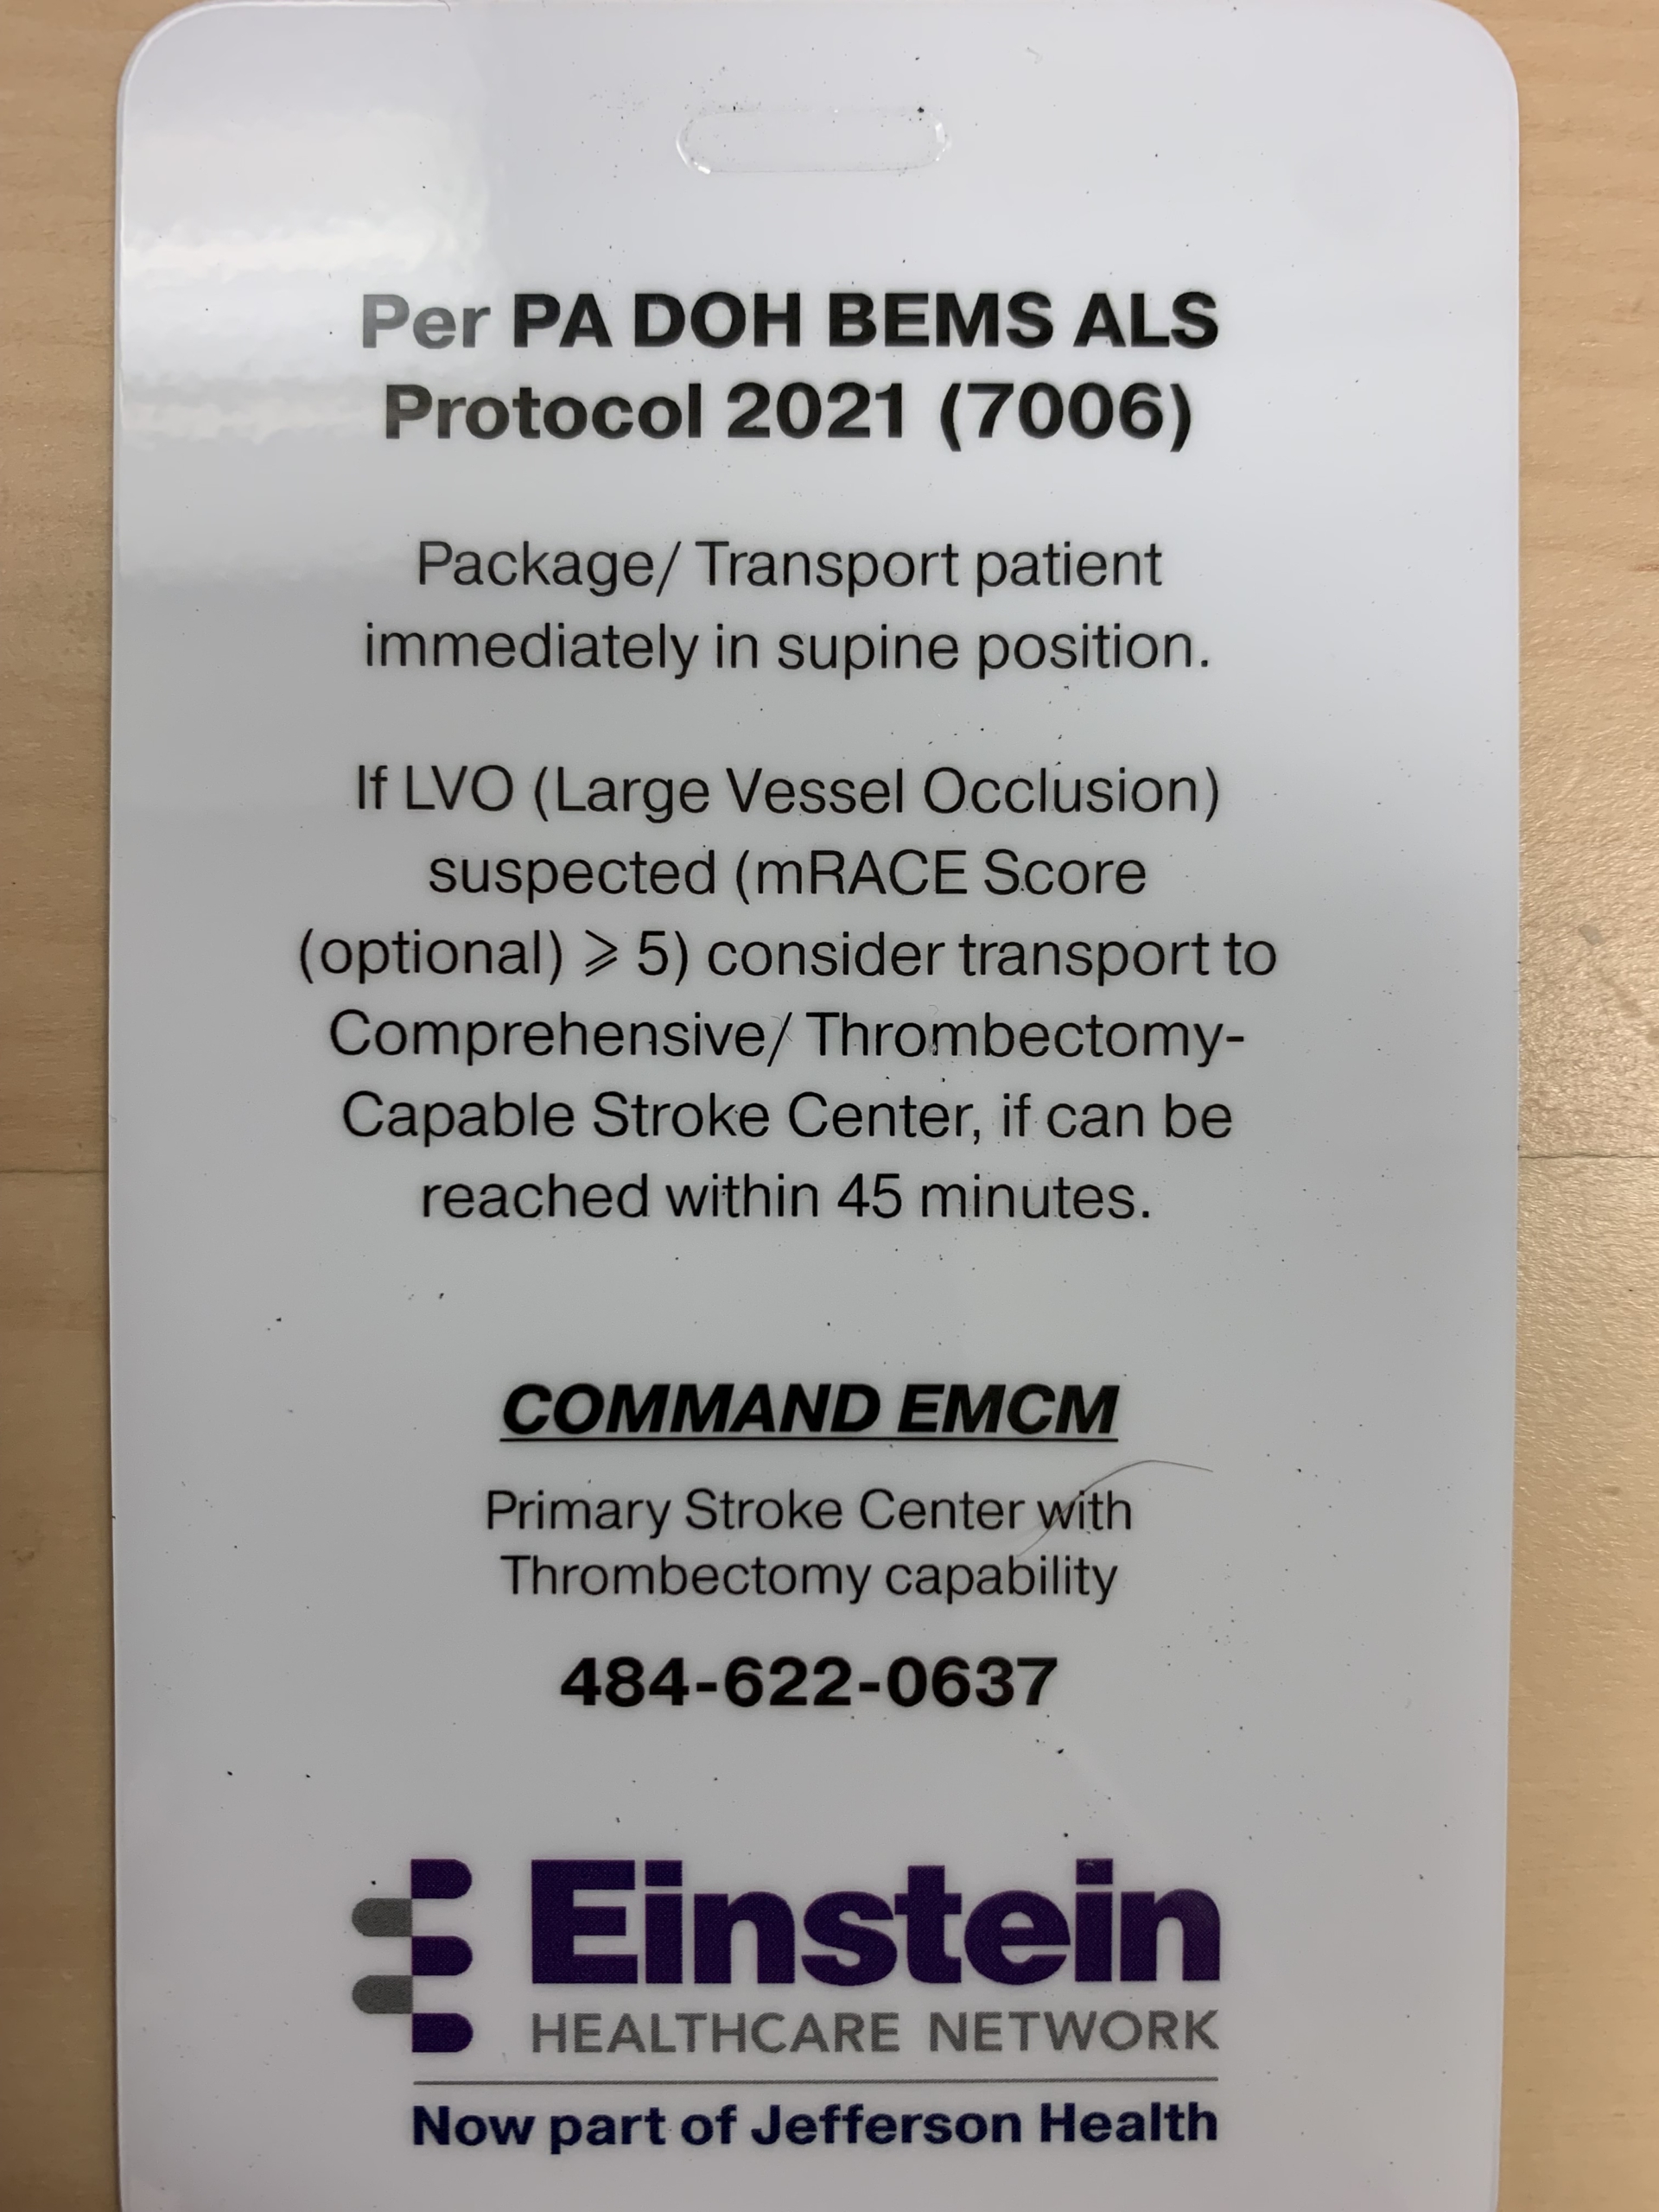 Per PA DOH BEMS ALS
Protocol 2021 (7006)
Package/ Transport patient
immediately in supine position.
If LVO (Large Vessel Occlusion)
suspected (mRACE Score
(optional) ⩾ 5) consider transport to
Comprehensive/ Thrombectomy-
Capable Stroke Center, if can be
reached within 45 minutes.
COMMAND EMCM
Primary Stroke Center with
Thrombectomy capability
484-622-0637
Einstein
HEALTHCARE NETWORK
Now part of Jefferson Health